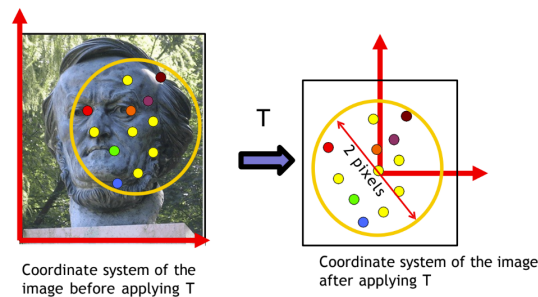 T
2 pixels
Coordinate system of the
image before applying T
Coordinate system of the image
after applying T